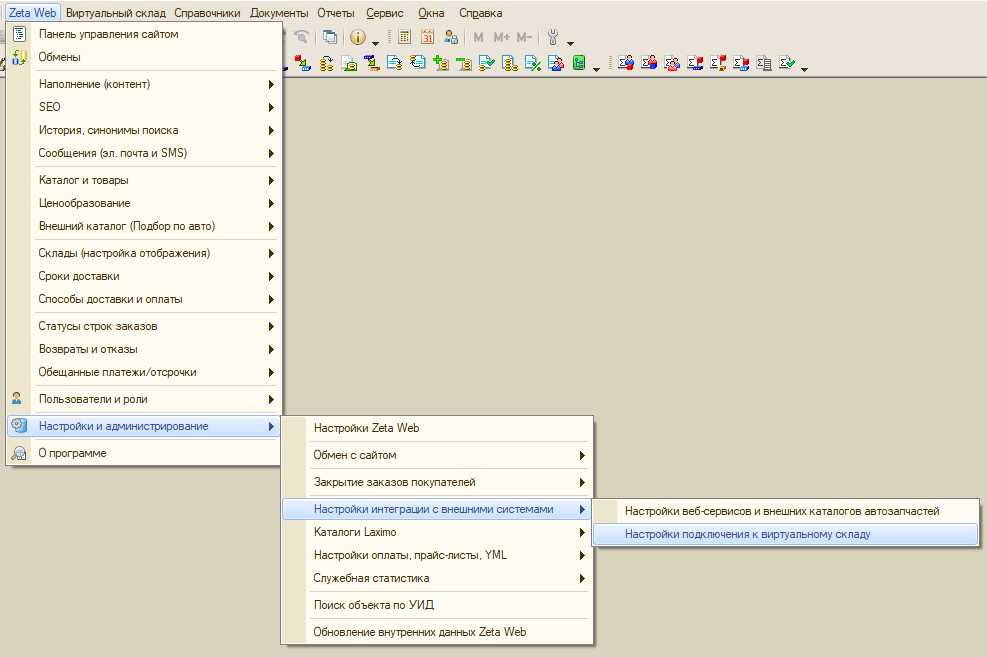 Zeta Web Виртуальный склад Справочники Документы Отчеты Сервис Окна Справка
Панель управления сайтом
31 M M+ M-
Обмены
Наполнение (контент)
SEO
История, синонимы поиска
Сообщения (эл. почта и SMS)
Каталог и товары
Ценообразование
Внешний каталог (Подбор по авто)
Склады (настройка отображения)
Сроки доставки
Способы доставки и оплаты
Статусы строк заказов
Возвраты и отказы
Обещанные платежи/отсрочки
Пользователи и роли
Настройки и администрирование
О программе
Настройки Zeta Web
Обмен с сайтом
Закрытие заказов покупателей
Настройки интеграции с внешними системами
Каталоги Laximo
Настройки оплаты, прайс-листы, YML
Служебная статистика
Поиск объекта по УИД
Обновление внутренних данных Zeta Web
Настройки веб-сервисов и внешних каталогов автозапчастей
Настройки подключения к виртуальному складу